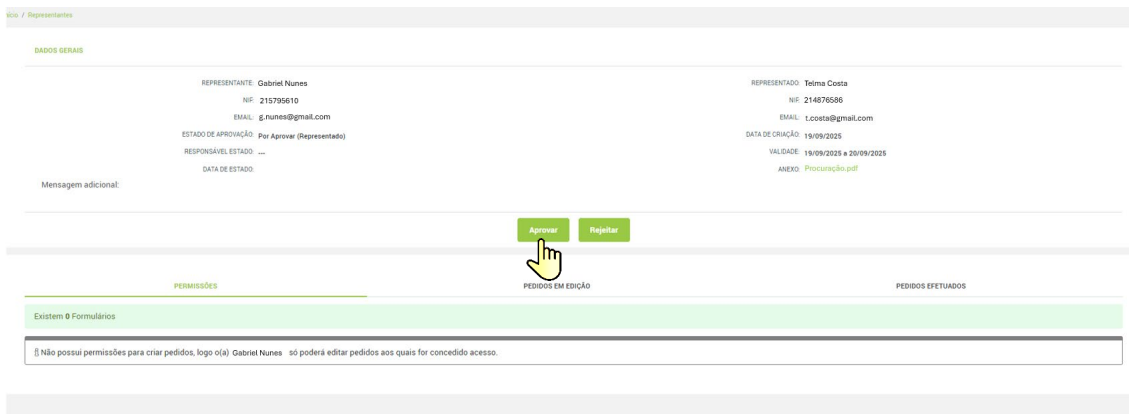 Início / Representantes
DADOS GERAIS
REPRESENTANTE: Gabriel Nunes
NIF: 215795610
EMAIL: g.nunes@gmail.com
ESTADO DE APROVAÇÃO: Por Aprovar (Representado)
RESPONSÁVEL ESTADO: ---
DATA DE ESTADO:
REPRESENTADO: Telma Costa
NIF: 214876586
EMAIL: t.costa@gmail.com
DATA DE CRIAÇÃO: 19/09/2025
VALIDADE: 19/09/2025 a 20/09/2025
ANEXO: Procuração.pdf
Mensagem adicional:
Aprovar Rejeitar
PERMISSÕES PEDIDOS EM EDIÇÃO PEDIDOS EFETUADOS
Existem 0 Formulários
Não possui permissões para criar pedidos, logo o(a) Gabriel Nunes só poderá editar pedidos aos quais for concedido acesso.